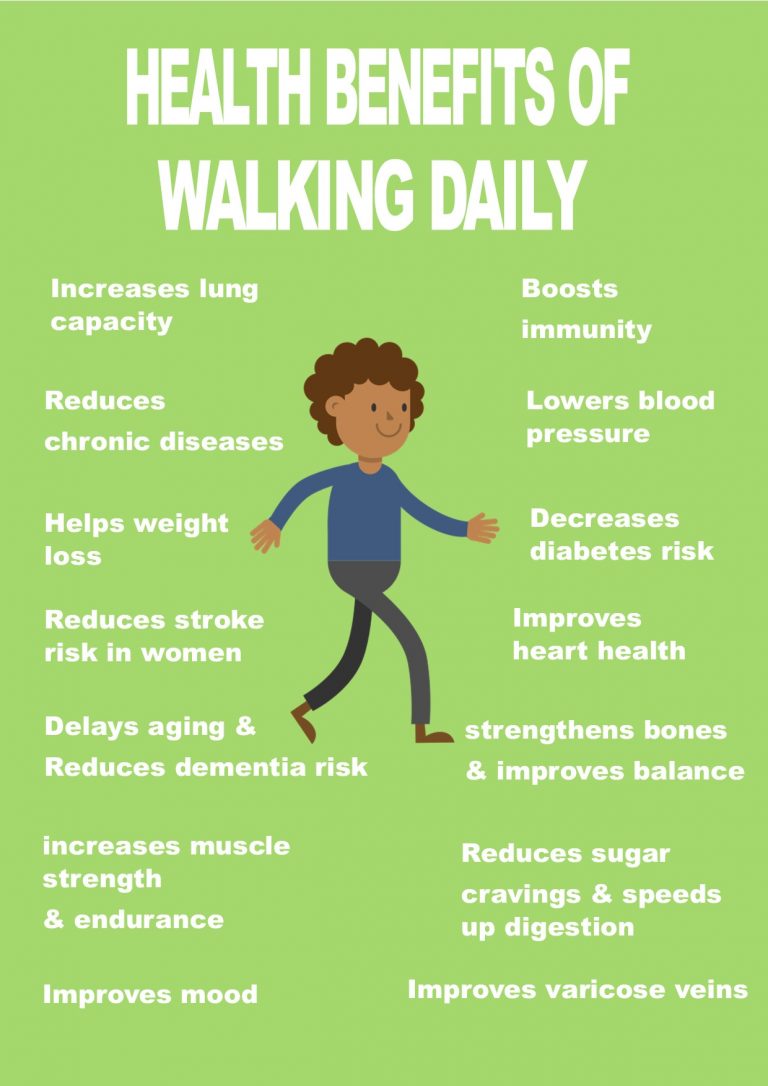 HEALTH BENEFITS OF
WALKING DAILY
Increases lung
capacity
Boosts
immunity
Reduces
chronic diseases
Lowers blood
pressure
Helps weight
loss
Decreases
diabetes risk
Reduces stroke
risk in women
Improves
heart health
Delays aging &
Reduces dementia risk
strengthens bones
& improves balance
increases muscle
strength
& endurance
Reduces sugar
cravings & speeds
up digestion
Improves mood
Improves varicose veins